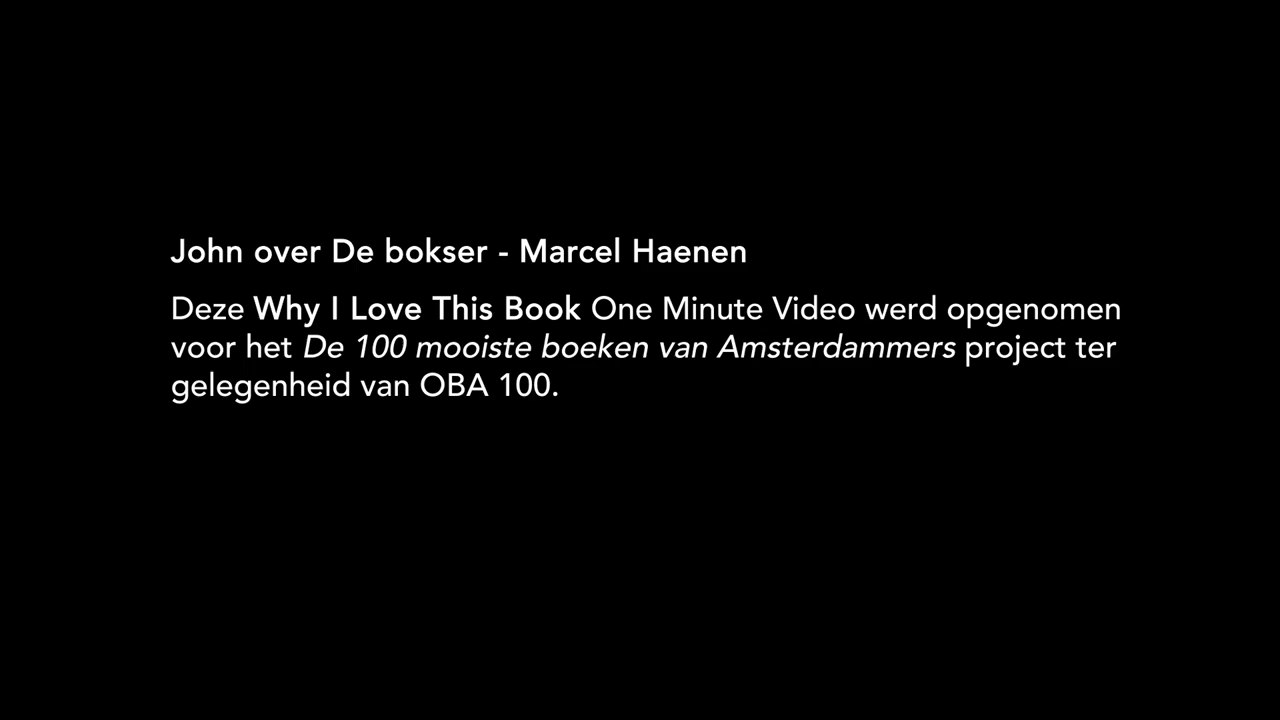 John over De bokser - Marcel Haenen
Deze Why I Love This Book One Minute Video werd opgenomen
voor het De 100 mooiste boeken van Amsterdammers project ter
gelegenheid van OBA 100.